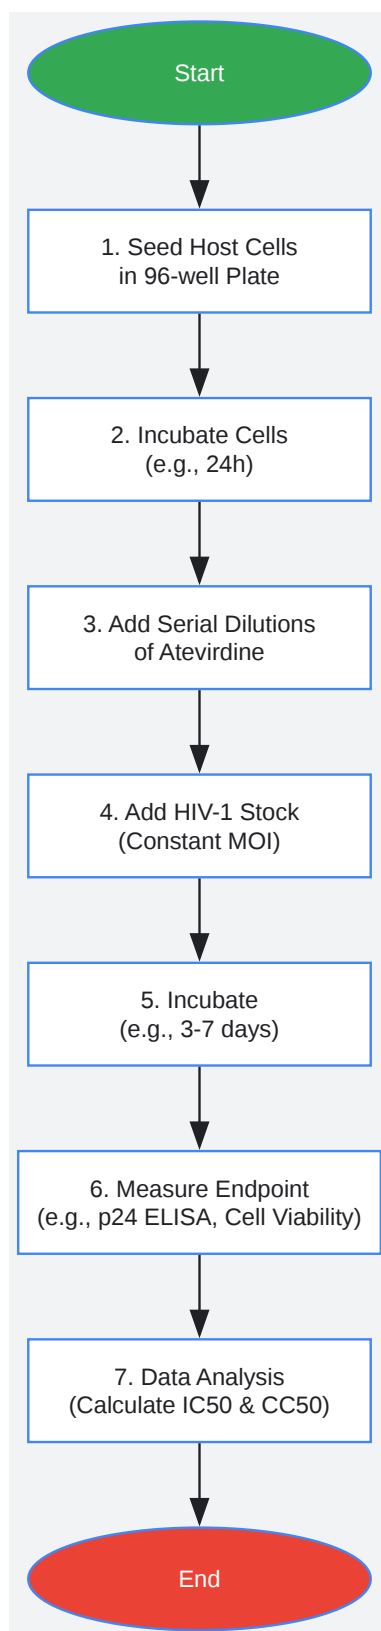 Start
1. Seed Host Cells
in 96-well Plate
2. Incubate Cells
(e.g., 24h)
3. Add Serial Dilutions
of Atevirdine
4. Add HIV-1 Stock
(Constant MOI)
5. Incubate
(e.g., 3-7 days)
6. Measure Endpoint
(e.g., p24 ELISA, Cell Viability)
7. Data Analysis
(Calculate IC50 & CC50)
End